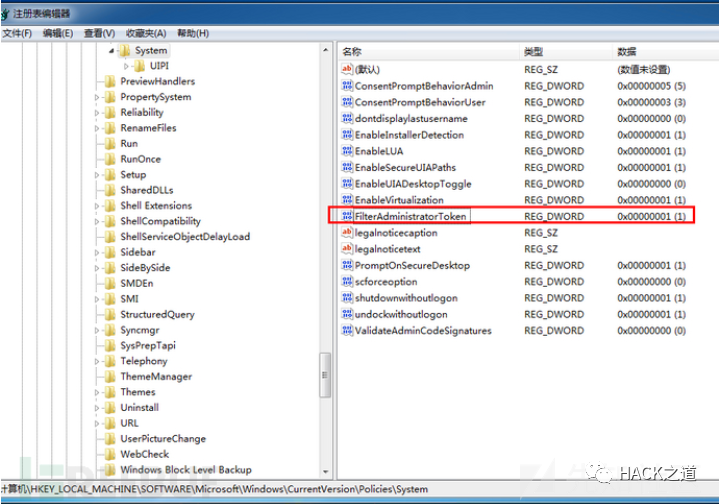 注册表编辑器
文件(F) 编辑(E) 查看(V) 收藏夹(A) 帮助(H)
System
UIPI
PreviewHandlers
PropertySystem
Reliability
RenameFiles
Run
RunOnce
Setup
SharedDLLs
Shell Extensions
ShellCompatibility
ShellServiceObjectDelayLoad
Sidebar
SideBySide
SMDEn
SMI
StructuredQuery
Syncmgr
SysPrepTapi
Telephony
ThemeManager
Themes
Uninstall
URL
UserPictureChange
WebCheck
Windows Block Level Backup
名称 类型 数据
(默认) REG_SZ (数值未设置)
ConsentPromptBehaviorAdmin REG_DWORD 0x00000005 (5)
ConsentPromptBehaviorUser REG_DWORD 0x00000003 (3)
dontdisplaylastusername REG_DWORD 0x00000000 (0)
EnableInstallerDetection REG_DWORD 0x00000001 (1)
EnableLUA REG_DWORD 0x00000001 (1)
EnableSecureUIAPaths REG_DWORD 0x00000001 (1)
EnableUIADesktopToggle REG_DWORD 0x00000000 (0)
EnableVirtualization REG_DWORD 0x00000001 (1)
FilterAdministratorToken REG_DWORD 0x00000001 (1)
legalnoticecaption REG_SZ
legalnoticetext REG_SZ
PromptOnSecureDesktop REG_DWORD 0x00000001 (1)
scforceoption REG_DWORD 0x00000000 (0)
shutdownwithoutlogon REG_DWORD 0x00000001 (1)
undockwithoutlogon REG_DWORD 0x00000001 (1)
ValidateAdminCodeSignatures REG_DWORD 0x00000000 (0)
HACK之道
计算机\HKEY_LOCAL_MACHINE\SOFTWARE\Microsoft\Windows\CurrentVersion\Policies\System